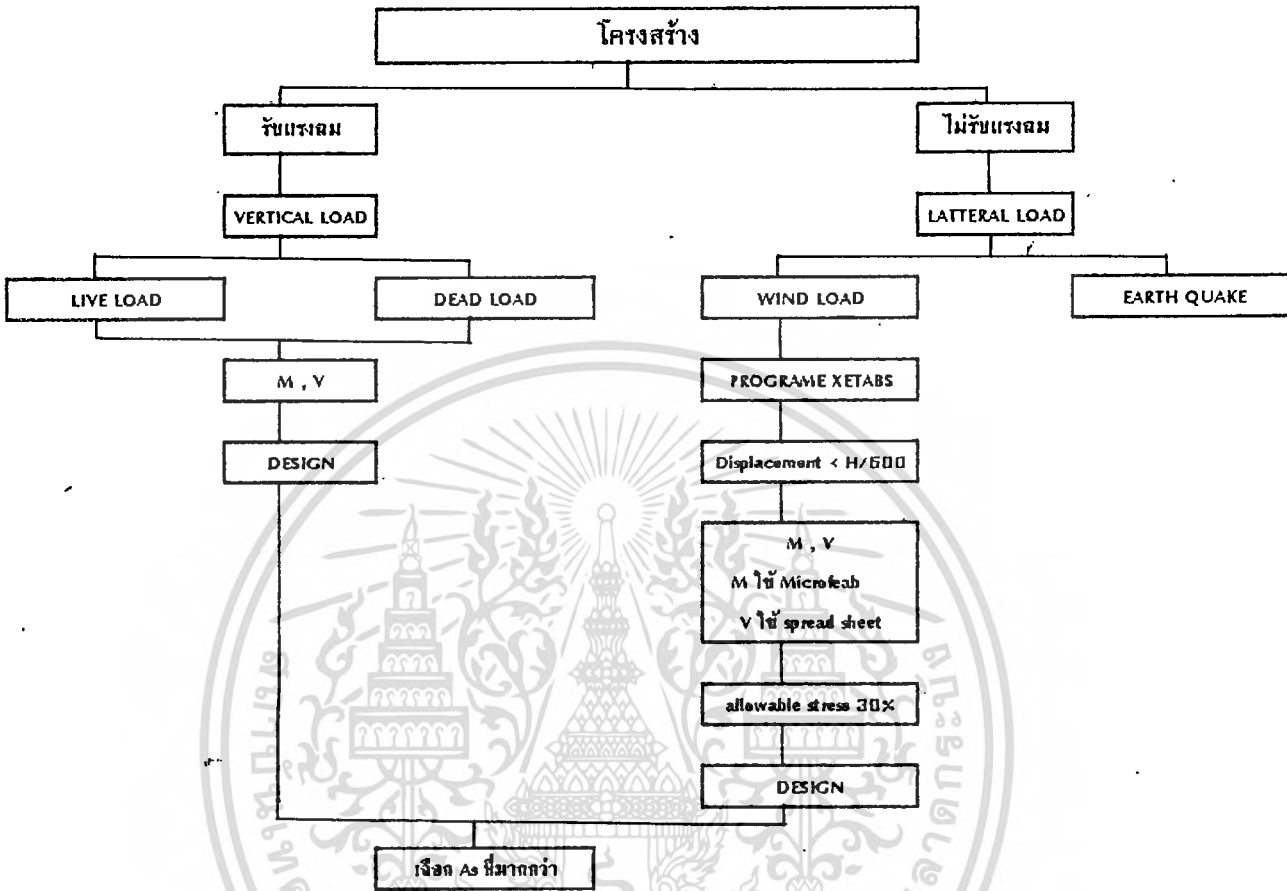 โครงสร้าง
รับแรงลม
ไม่รับแรงลม
VERTICAL LOAD
LATTERAL LOAD
LIVE LOAD
DEAD LOAD
WIND LOAD
EARTH QUAKE
M , V
PROGRAME XETABS
DESIGN
Displacement < H/600
M , V
M ใช้ Microfeab
V ใช้ spread sheet
allowable stress 30%
DESIGN
เลือก As ที่มากกว่า